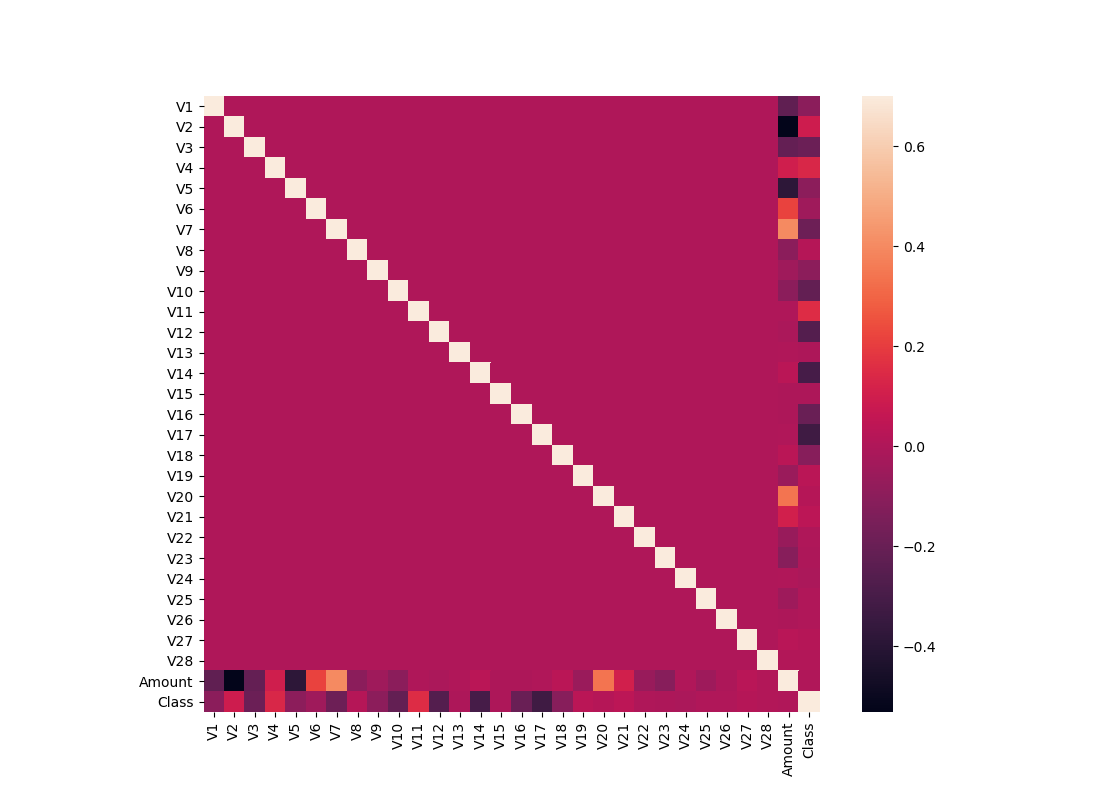 V1
V2
V3
V4
V5
V6
V7
V8
V9
V10
V11
V12
V13
V14
V15
V16
V17
V18
V19
V20
V21
V22
V23
V24
V25
V26
V27
V28
Amount
Class
V1 V2 V3 V4 V5 V6 V7 V8 V9 V10 V11 V12 V13 V14 V15 V16 V17 V18 V19 V20 V21 V22 V23 V24 V25 V26 V27 V28 Amount Class
0.6
0.4
0.2
0.0
−0.2
−0.4